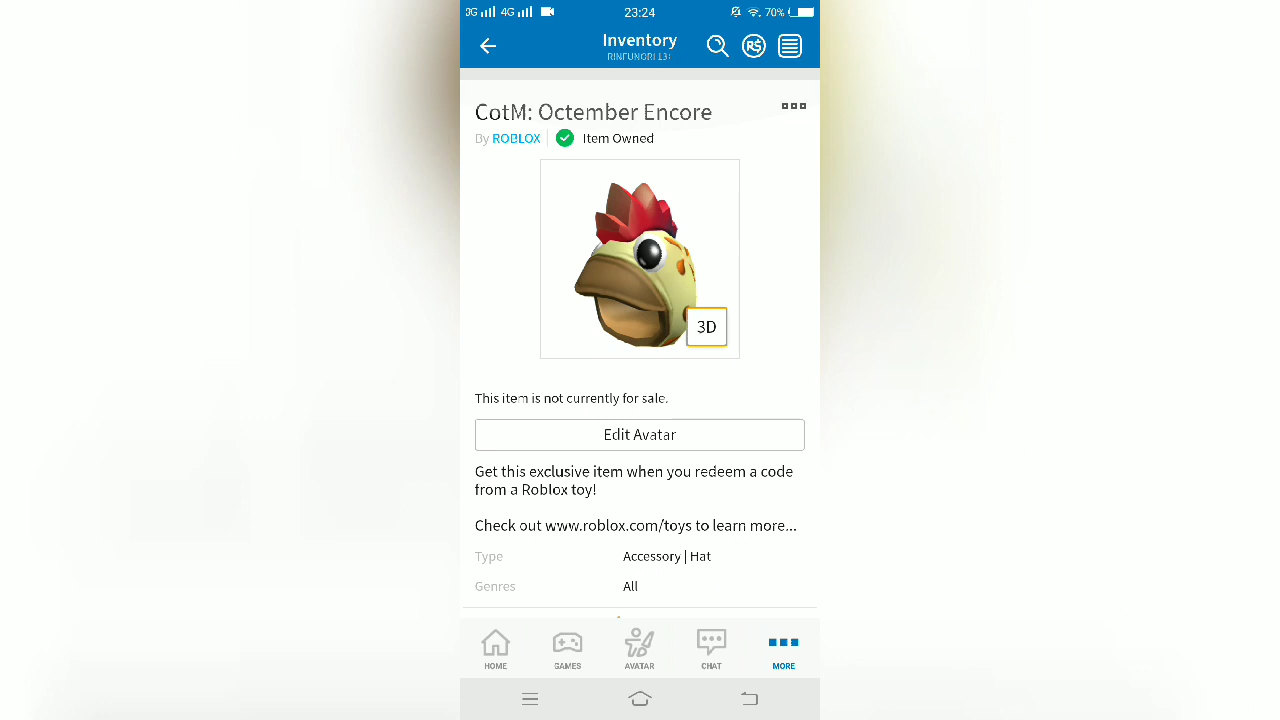 3G 4G 23:24 70%
Inventory
CotM: Octember Encore
By ROBLOX Item Owned
3D
This item is not currently for sale.
Edit Avatar
Get this exclusive item when you redeem a code
from a Roblox toy!
Check out www.roblox.com/toys to learn more...
Type Accessory | Hat
Genres All
HOME GAMES AVATAR CHAT MORE